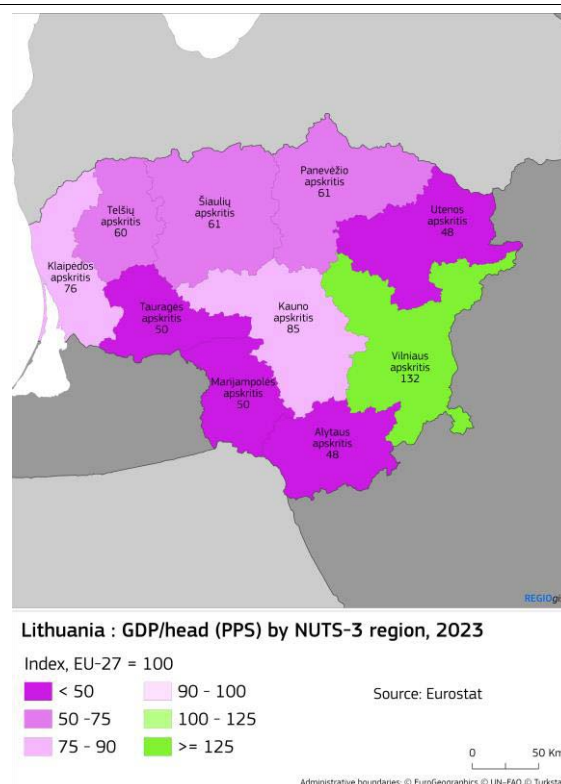 Panevėžio
apskritis
61
Šiaulių
apskritis
61
Telšių
apskritis
60
Utenos
apskritis
48
Klaipėdos
apskritis
76
Tauragės
apskritis
50
Kauno
apskritis
85
Vilniaus
apskritis
132
Marijampolės
apskritis
50
Alytaus
apskritis
48
REGIOgi
Lithuania : GDP/head (PPS) by NUTS-3 region, 2023
Index, EU-27 = 100
< 50
50 -75
75 - 90
90 - 100
100 - 125
>= 125
Source: Eurostat
0 50 Km
Administrative boundaries: © EuroGeographics © UN-FAO © Turksta